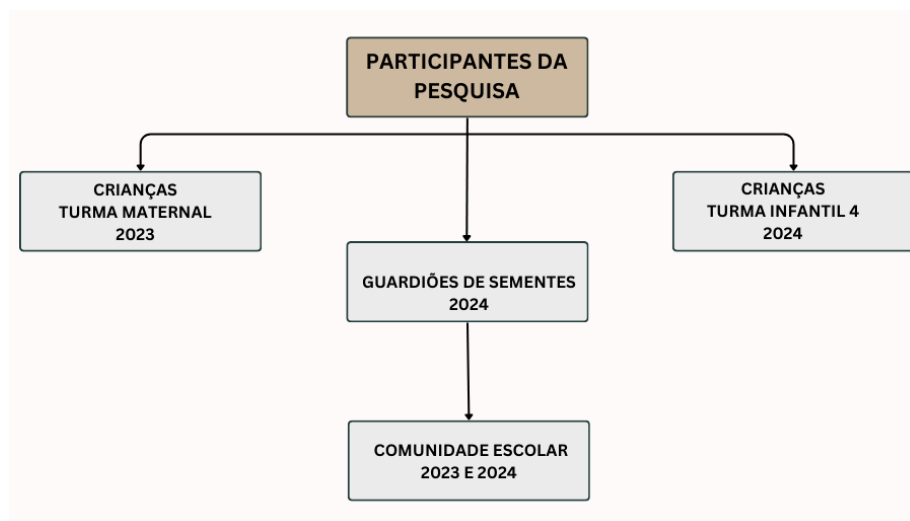 PARTICIPANTES DA
PESQUISA
CRIANÇAS
TURMA MATERNAL
2023
CRIANÇAS
TURMA INFANTIL 4
2024
GUARDIÕES DE SEMENTES
2024
COMUNIDADE ESCOLAR
2023 E 2024